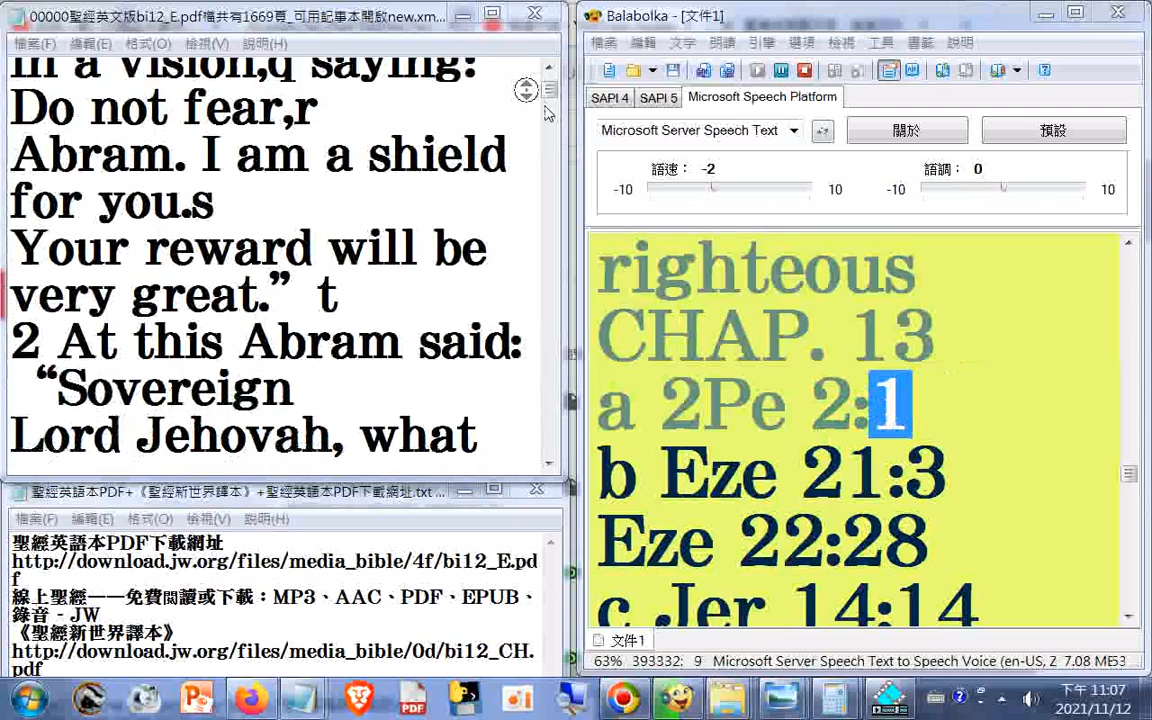 00000聖經英文版bi12_E.pdf檔共有1669頁_可用記事本開啟new.xm...
檔案(F) 編輯(E) 格式(O) 檢視(V) 說明(H)
in a vision,q saying:
Do not fear,r
Abram. I am a shield
for you.s
Your reward will be
very great.” t
2 At this Abram said:
“Sovereign
Lord Jehovah, what
聖經英語本PDF+《聖經新世界譯本》+聖經英語本PDF下載網址.txt ...
檔案(F) 編輯(E) 格式(O) 檢視(V) 說明(H)
聖經英語本PDF下載網址
http://download.jw.org/files/media_bible/4f/bi12_E.pd
f
線上聖經——免費閱讀或下載：MP3、AAC、PDF、EPUB、
錄音 - JW
《聖經新世界譯本》
http://download.jw.org/files/media_bible/0d/bi12_CH.
pdf
Balabolka - [文件1]
檔案 編輯 文字 朗讀 引擎 選項 檢視 工具 書籤 說明
SAPI 4 SAPI 5 Microsoft Speech Platform
Microsoft Server Speech Text 關於 預設
語速： -2 語調： 0
-10 10 -10 10
righteous
CHAP. 13
a 2Pe 2:1
b Eze 21:3
Eze 22:28
c Jer 14:14
文件1
63% 393332: 9 Microsoft Server Speech Text to Speech Voice (en-US, Z 7.08 ME53
下午 11:07
2021/11/12